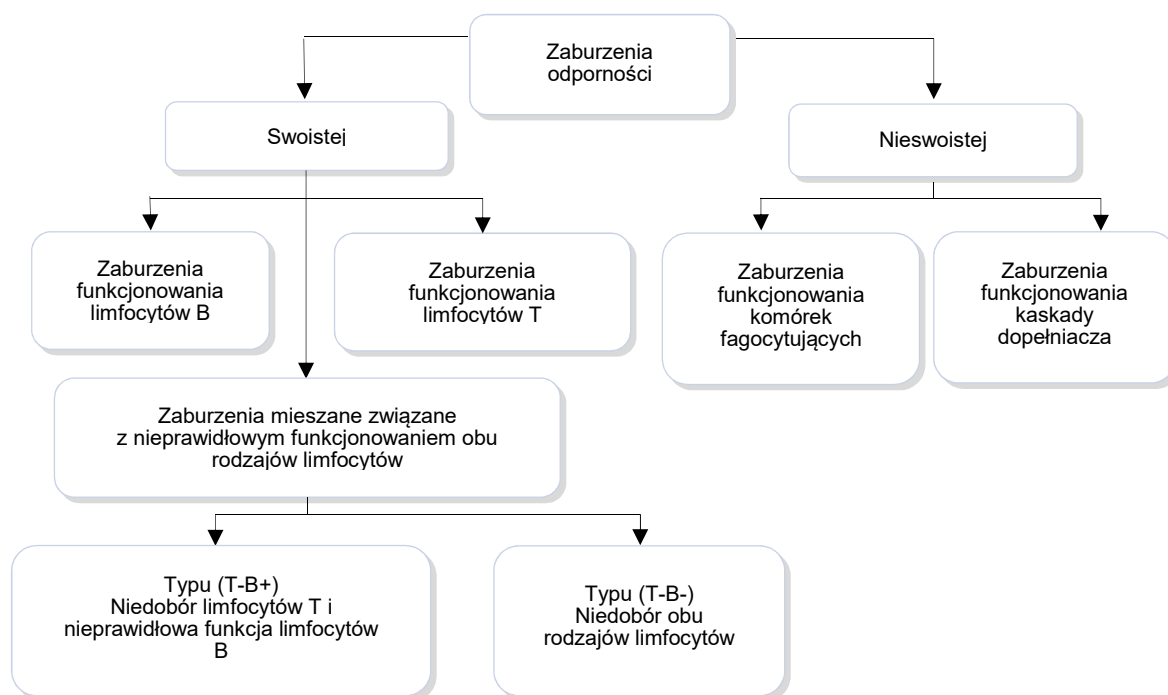 Zaburzenia
odporności
Swoistej
Nieswoistej
Zaburzenia
funkcjonowania
limfocytów B
Zaburzenia
funkcjonowania
limfocytów T
Zaburzenia
funkcjonowania
komórek
fagocytujących
Zaburzenia
funkcjonowania
kaskady
dopełniacza
Zaburzenia mieszane związane
z nieprawidłowym funkcjonowaniem obu
rodzajów limfocytów
Typu (T-B+)
Niedobór limfocytów T i
nieprawidłowa funkcja limfocytów
B
Typu (T-B-)
Niedobór obu
rodzajów limfocytów